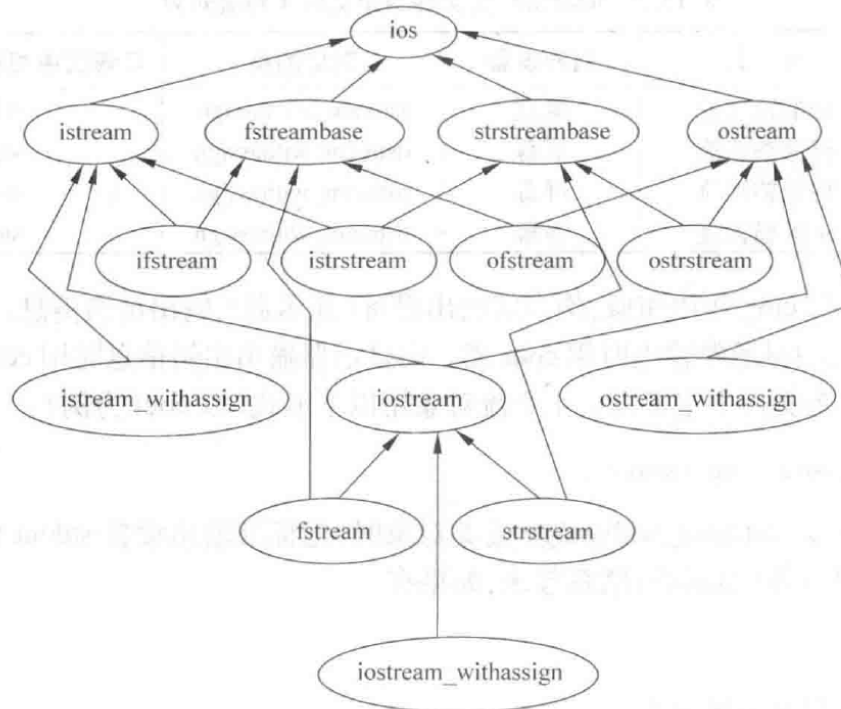 ios
istream fstreambase strstreambase ostream
ifstream istrstream ofstream ostrstream
istream_withassign iostream ostream_withassign
fstream strstream
iostream_withassign